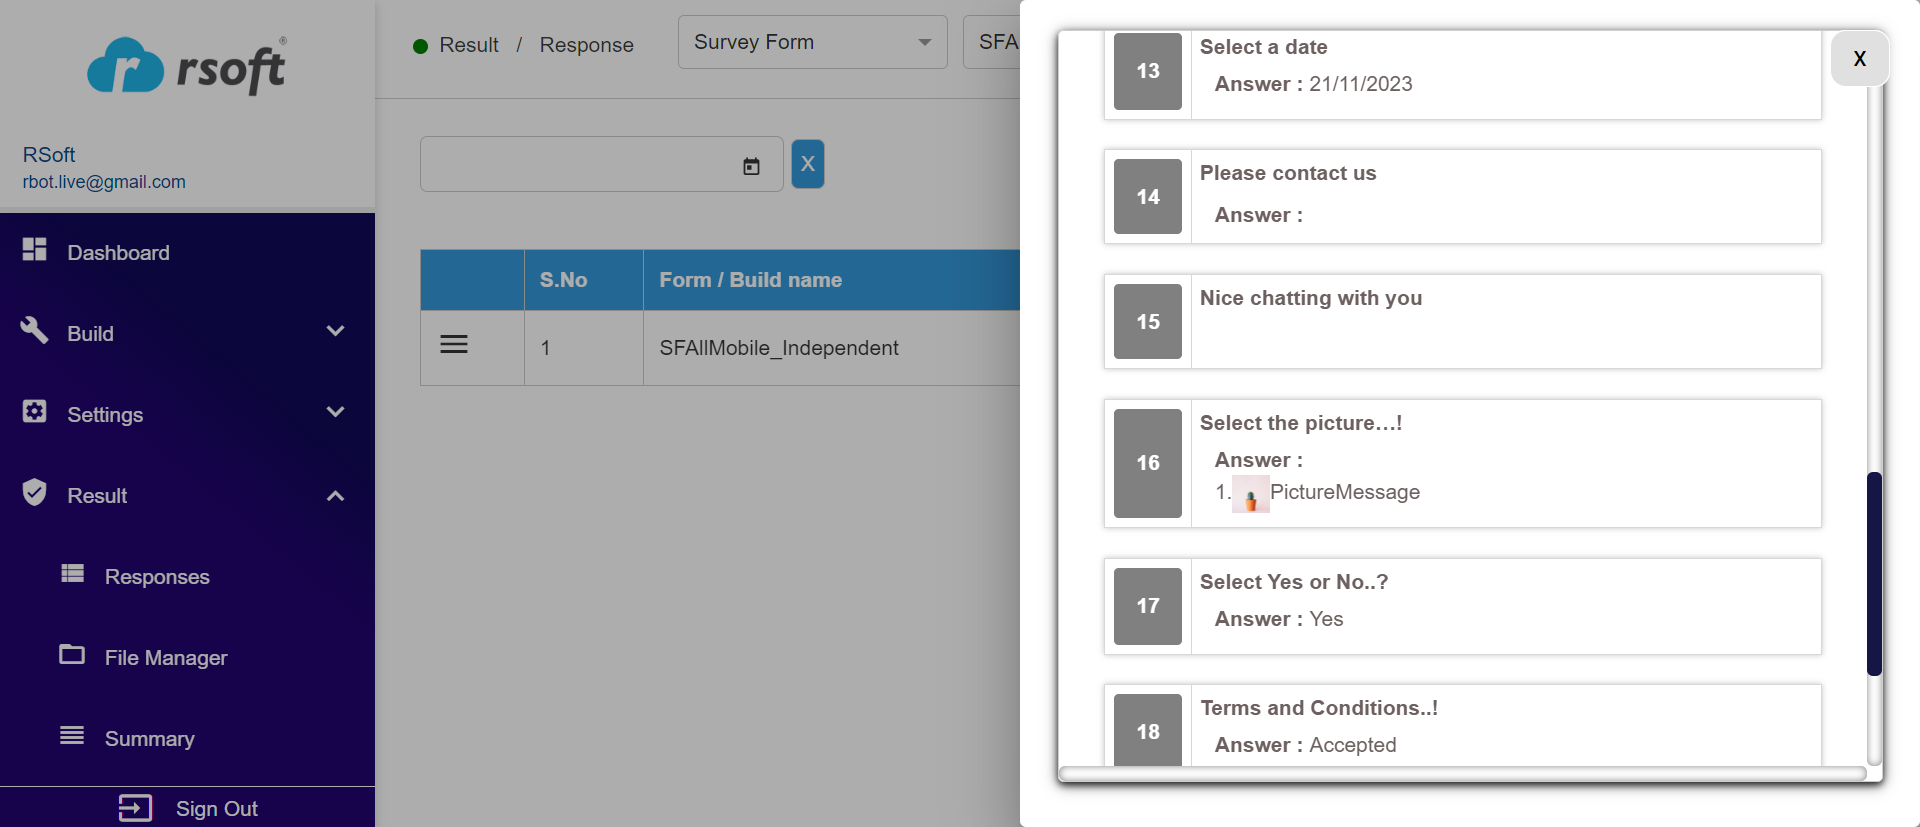 rsoft®
RSoft
rbot.live@gmail.com
Dashboard
Build
Settings
Result
Responses
File Manager
Summary
Sign Out
Result / Response
Survey Form
SFA
X
S.No
Form / Build name
1
SFAllMobile_Independent
X
13
Select a date
Answer : 21/11/2023
14
Please contact us
Answer :
15
Nice chatting with you
16
Select the picture...!
Answer :
1. PictureMessage
17
Select Yes or No..?
Answer : Yes
18
Terms and Conditions..!
Answer : Accepted